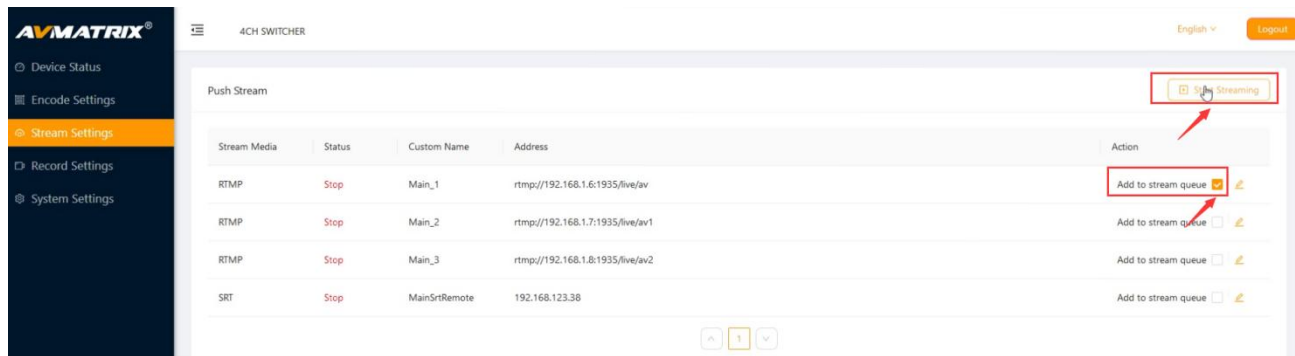 AVMATRIX®
4CH SWITCHER
English
Logout
Device Status
Encode Settings
Stream Settings
Record Settings
System Settings
Push Stream
Start Streaming
Stream Media Status Custom Name Address Action
RTMP Stop Main_1 rtmp://192.168.1.6:1935/live/av Add to stream queue
RTMP Stop Main_2 rtmp://192.168.1.7:1935/live/av1 Add to stream queue
RTMP Stop Main_3 rtmp://192.168.1.8:1935/live/av2 Add to stream queue
SRT Stop MainSrtRemote 192.168.123.38 Add to stream queue
1